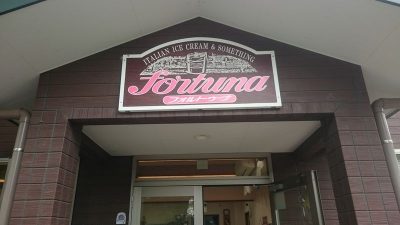 ITALIAN ICE CREAM & SOMETHING
fortuna
フォルトゥーナ